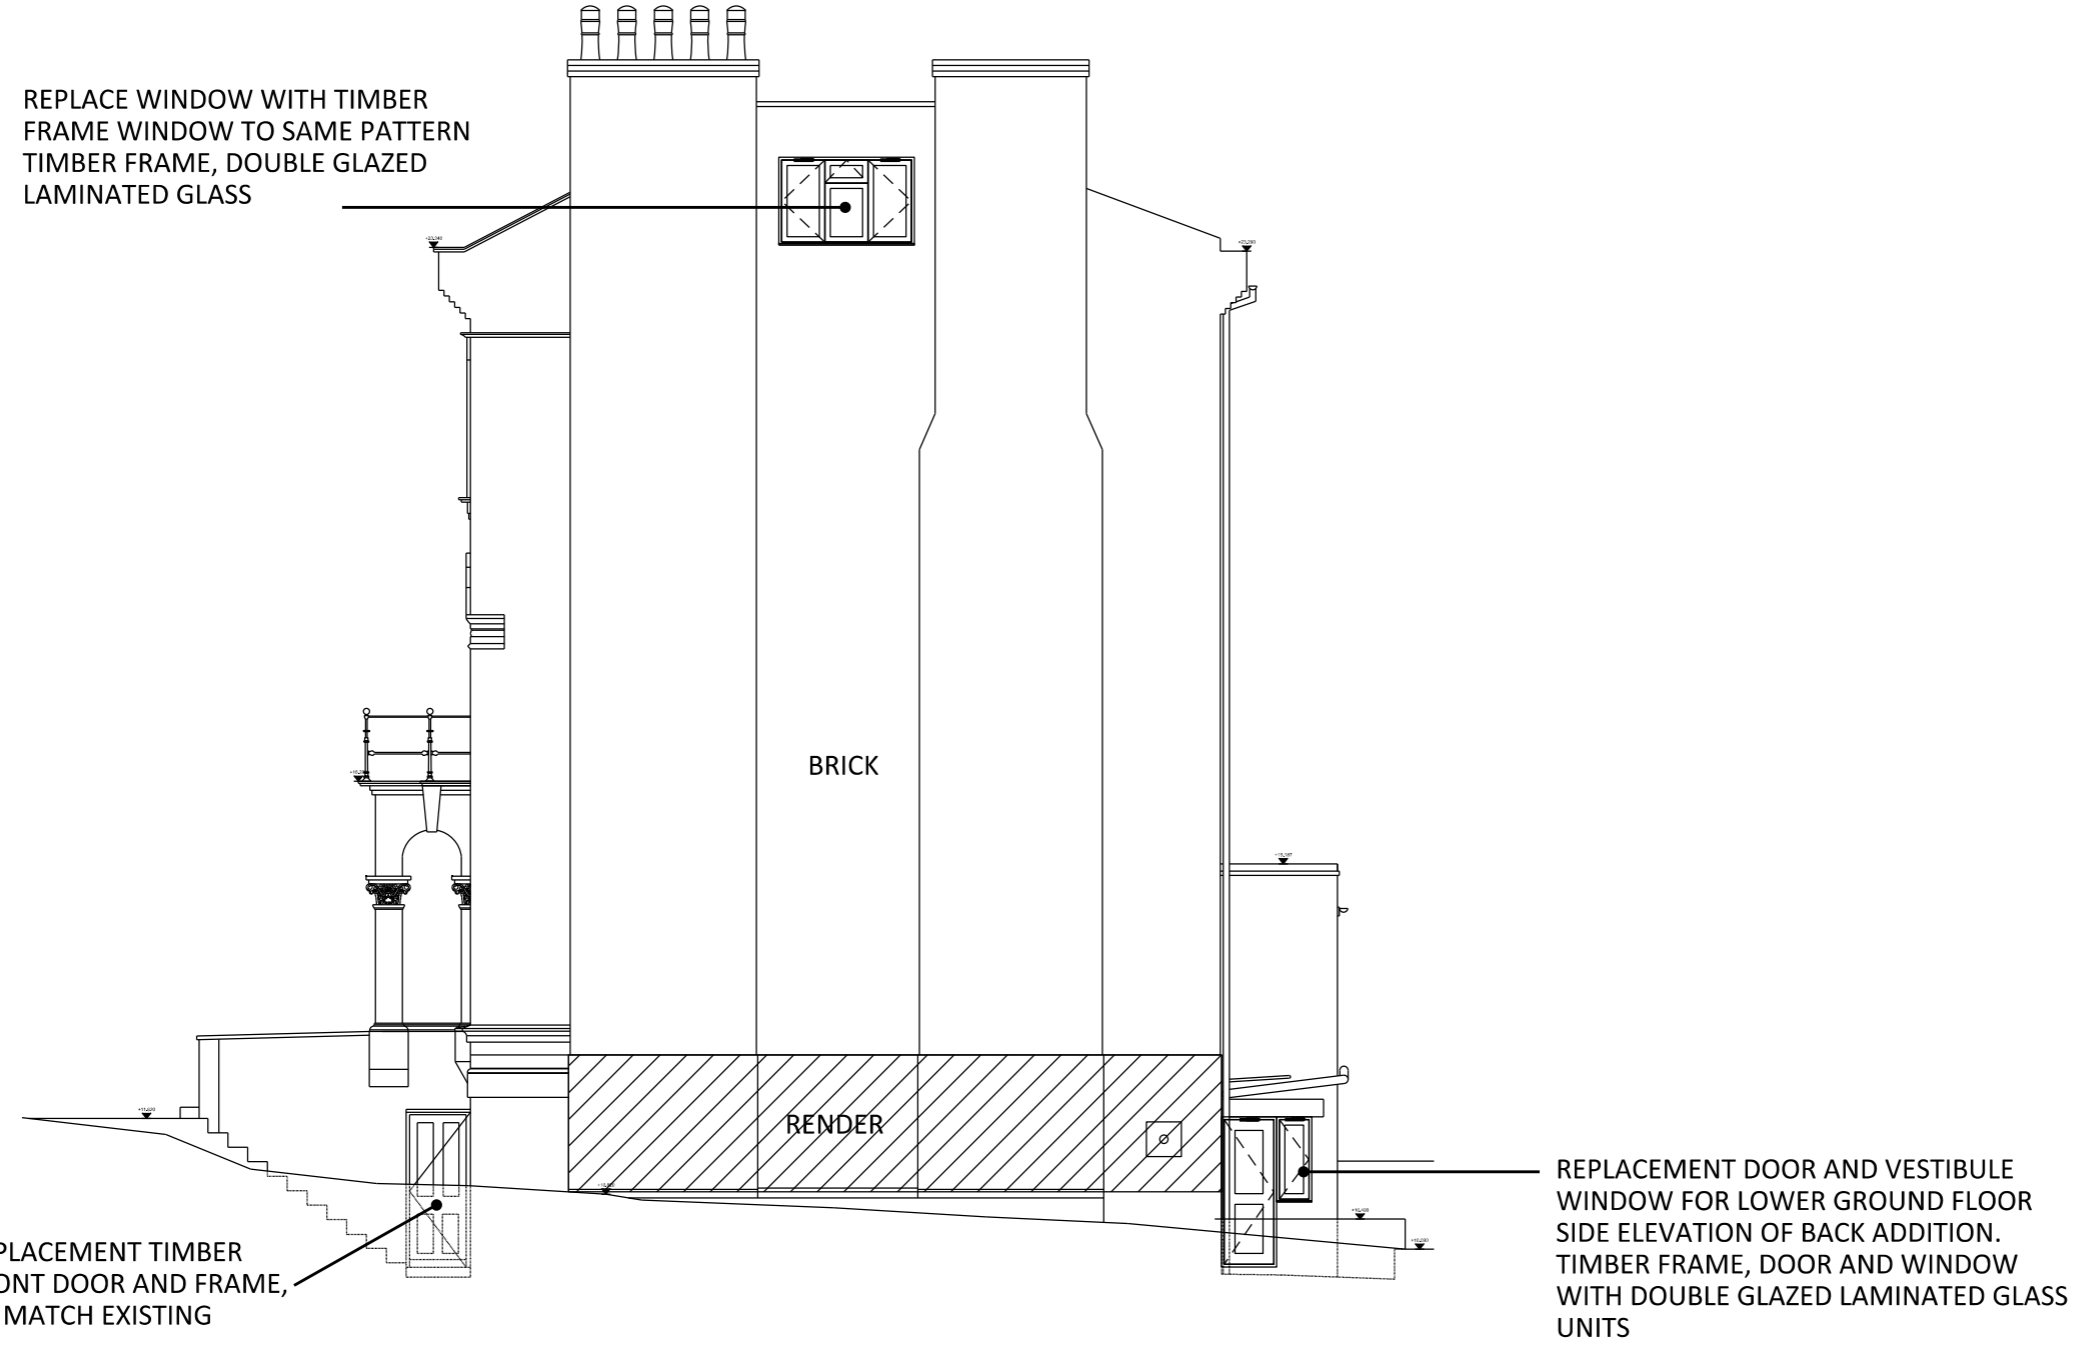 REPLACE WINDOW WITH TIMBER
FRAME WINDOW TO SAME PATTERN
TIMBER FRAME, DOUBLE GLAZED
LAMINATED GLASS
BRICK
RENDER
PLACEMENT TIMBER
ONT DOOR AND FRAME,
MATCH EXISTING
REPLACEMENT DOOR AND VESTIBULE
WINDOW FOR LOWER GROUND FLOOR
SIDE ELEVATION OF BACK ADDITION.
TIMBER FRAME, DOOR AND WINDOW
WITH DOUBLE GLAZED LAMINATED GLASS
UNITS